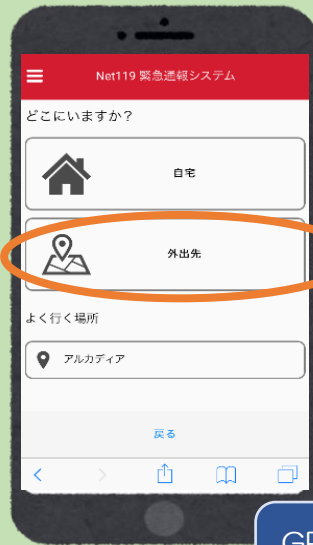 Net119 緊急通報システム
どこにいますか？
自宅
外出先
よく行く場所
アルカディア
戻る